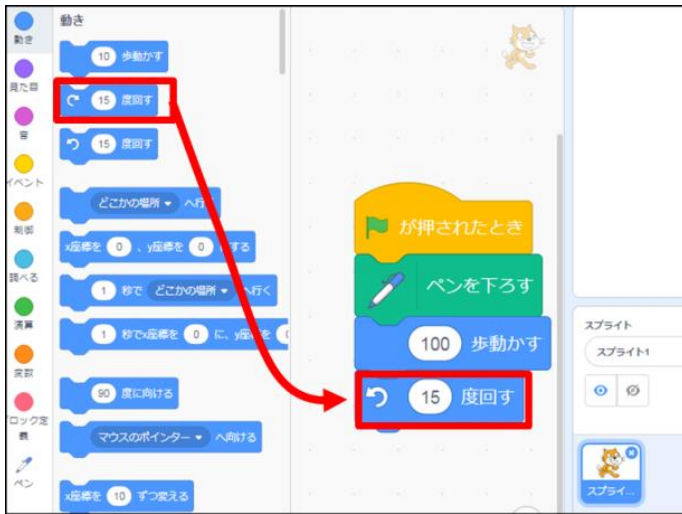 動き
動き
見た目
音
イベント
制御
調べる
演算
変数
ブロック定
義
ペン
10 歩動かす
15 度回す
15 度回す
どこかの場所 へ行く
x座標を 0 、y座標を 0 にする
1 秒で どこかの場所 へ行く
1 秒でx座標を 0 に、y座標を
90 度に向ける
マウスのポインター へ向ける
x座標を 10 ずつ変える
が押されたとき
ペンを下ろす
100 歩動かす
15 度回す
スプライト
スプライト1
スプライ...